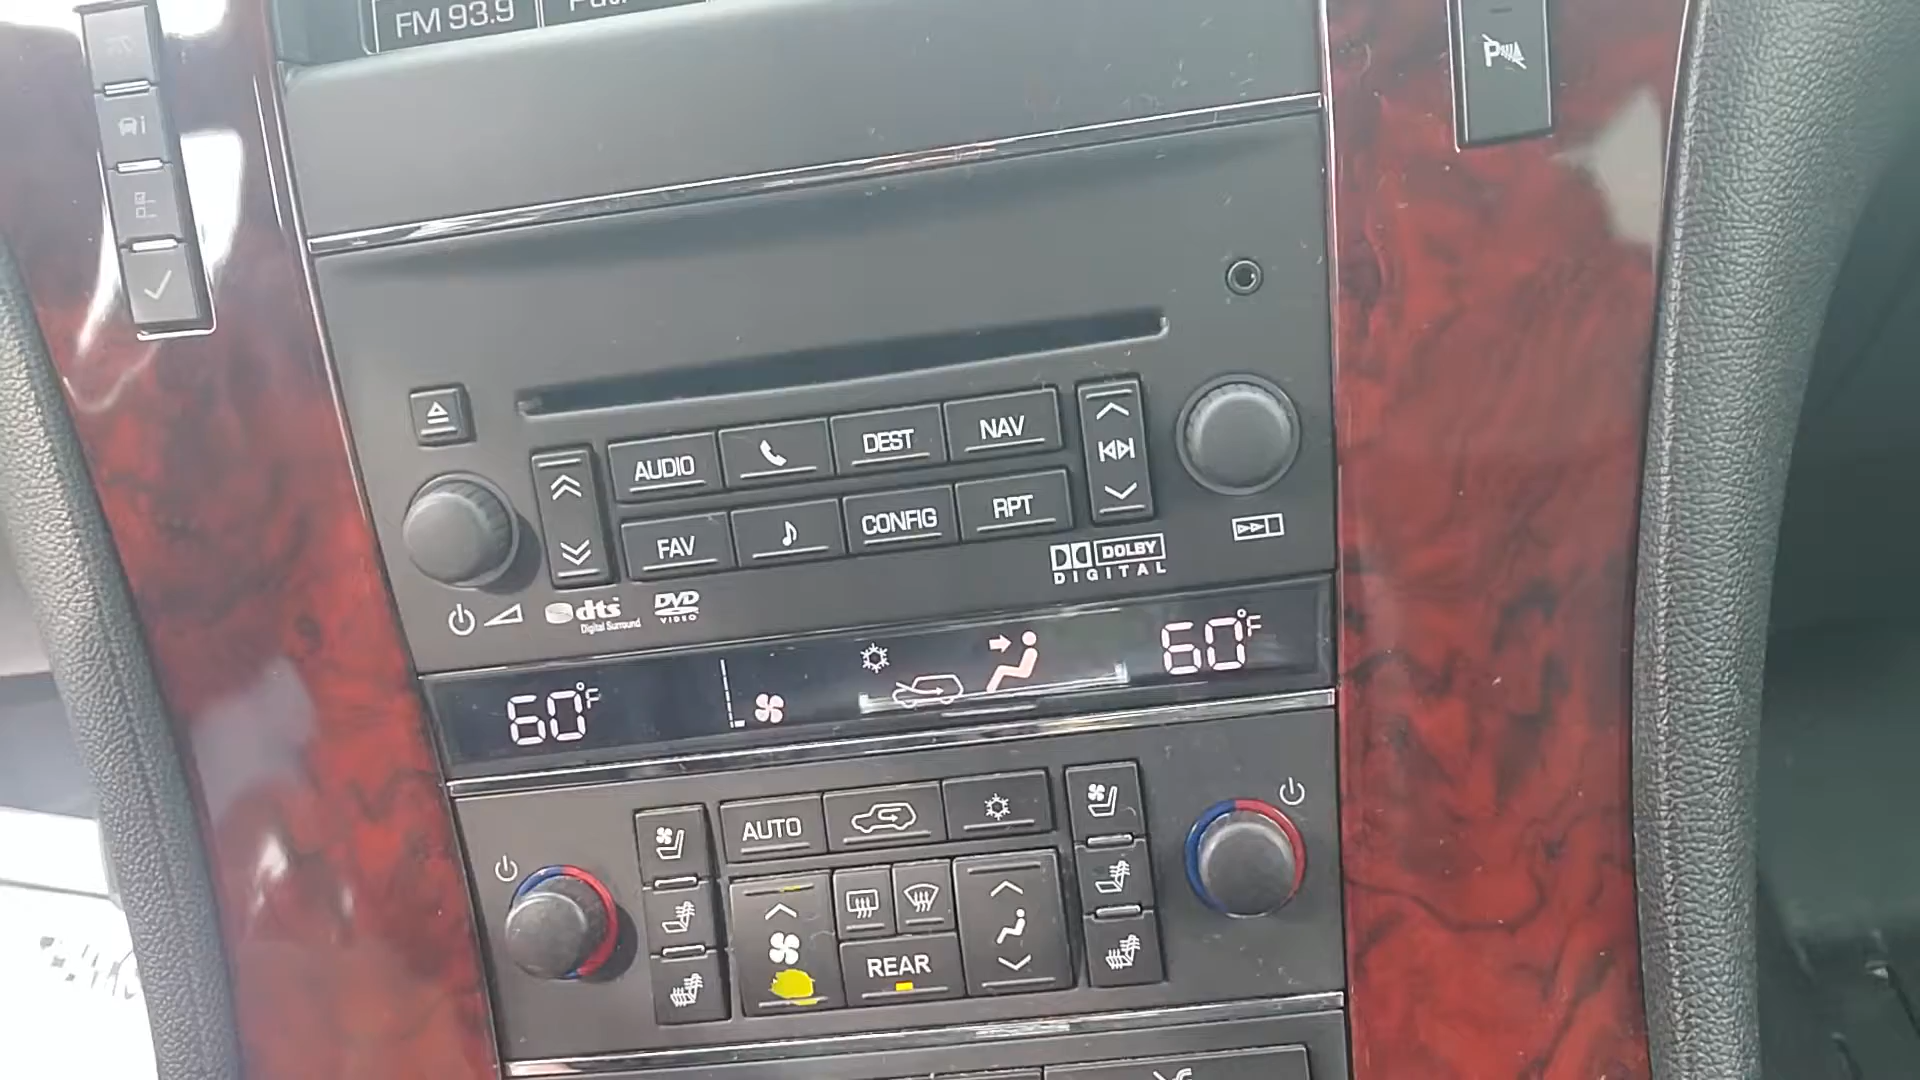 FM 93.9
AUDIO
DEST
NAV
FAV
CONFIG
RPT
dts
Digital Surround
DVD
VIDEO
DOLBY
DIGITAL
60°F
60°F
AUTO
REAR
P